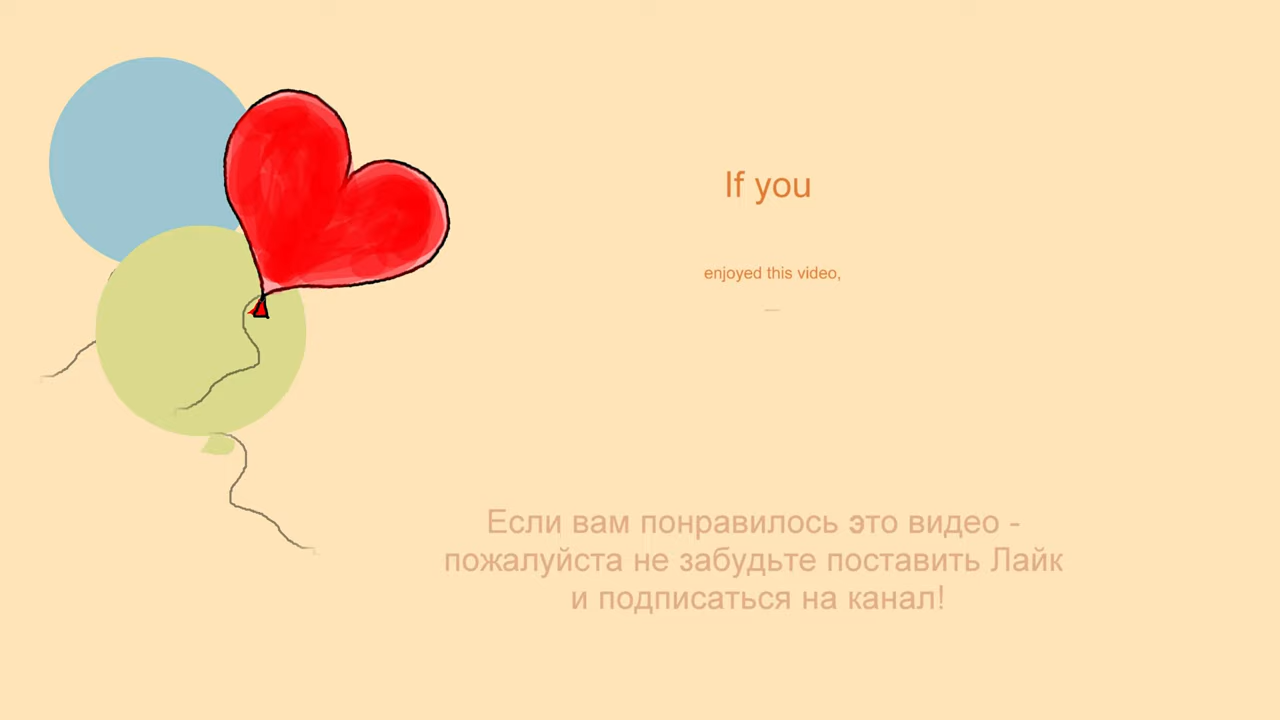 If you
enjoyed this video,
Если вам понравилось это видео -
пожалуйста не забудьте поставить Лайк
и подписаться на канал!